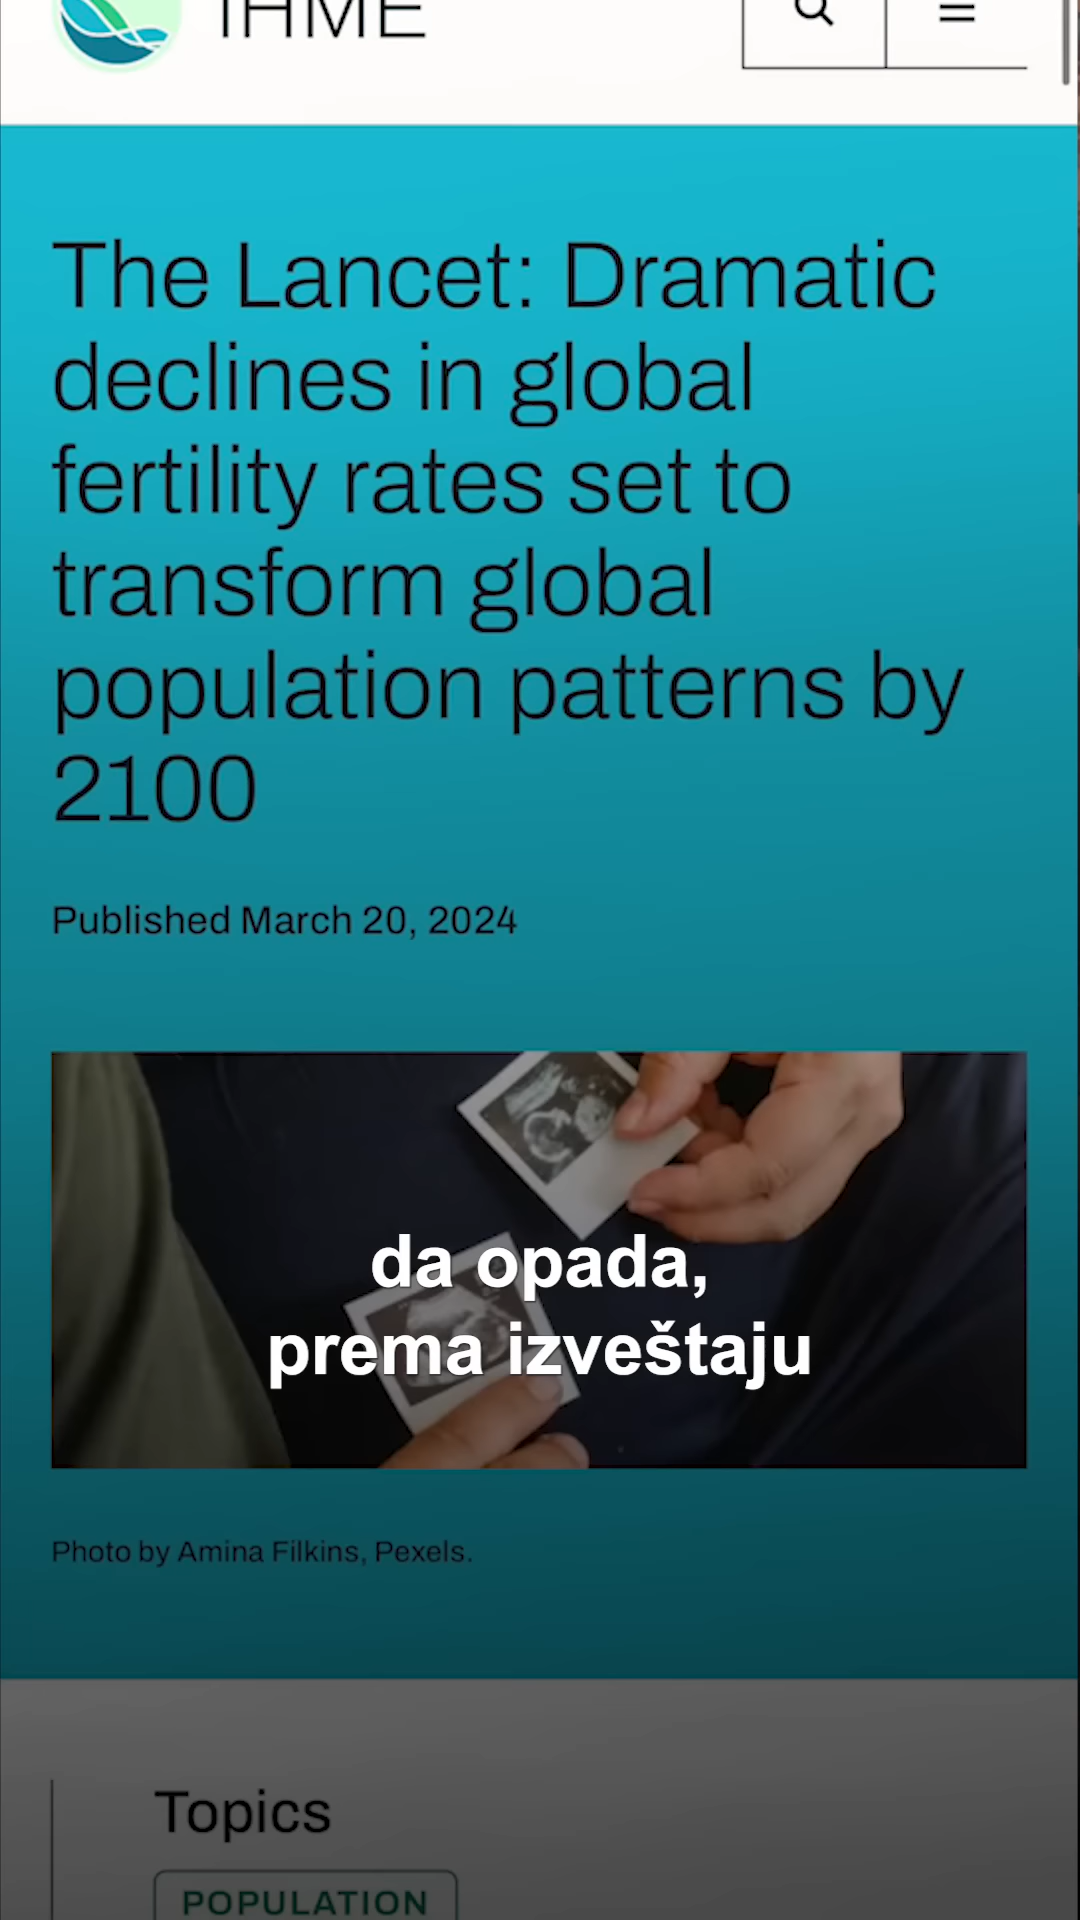 IHME
The Lancet: Dramatic
declines in global
fertility rates set to
transform global
population patterns by
2100
Published March 20, 2024
da opada,
prema izveštaju
Photo by Amina Filkins, Pexels.
Topics
POPULATION